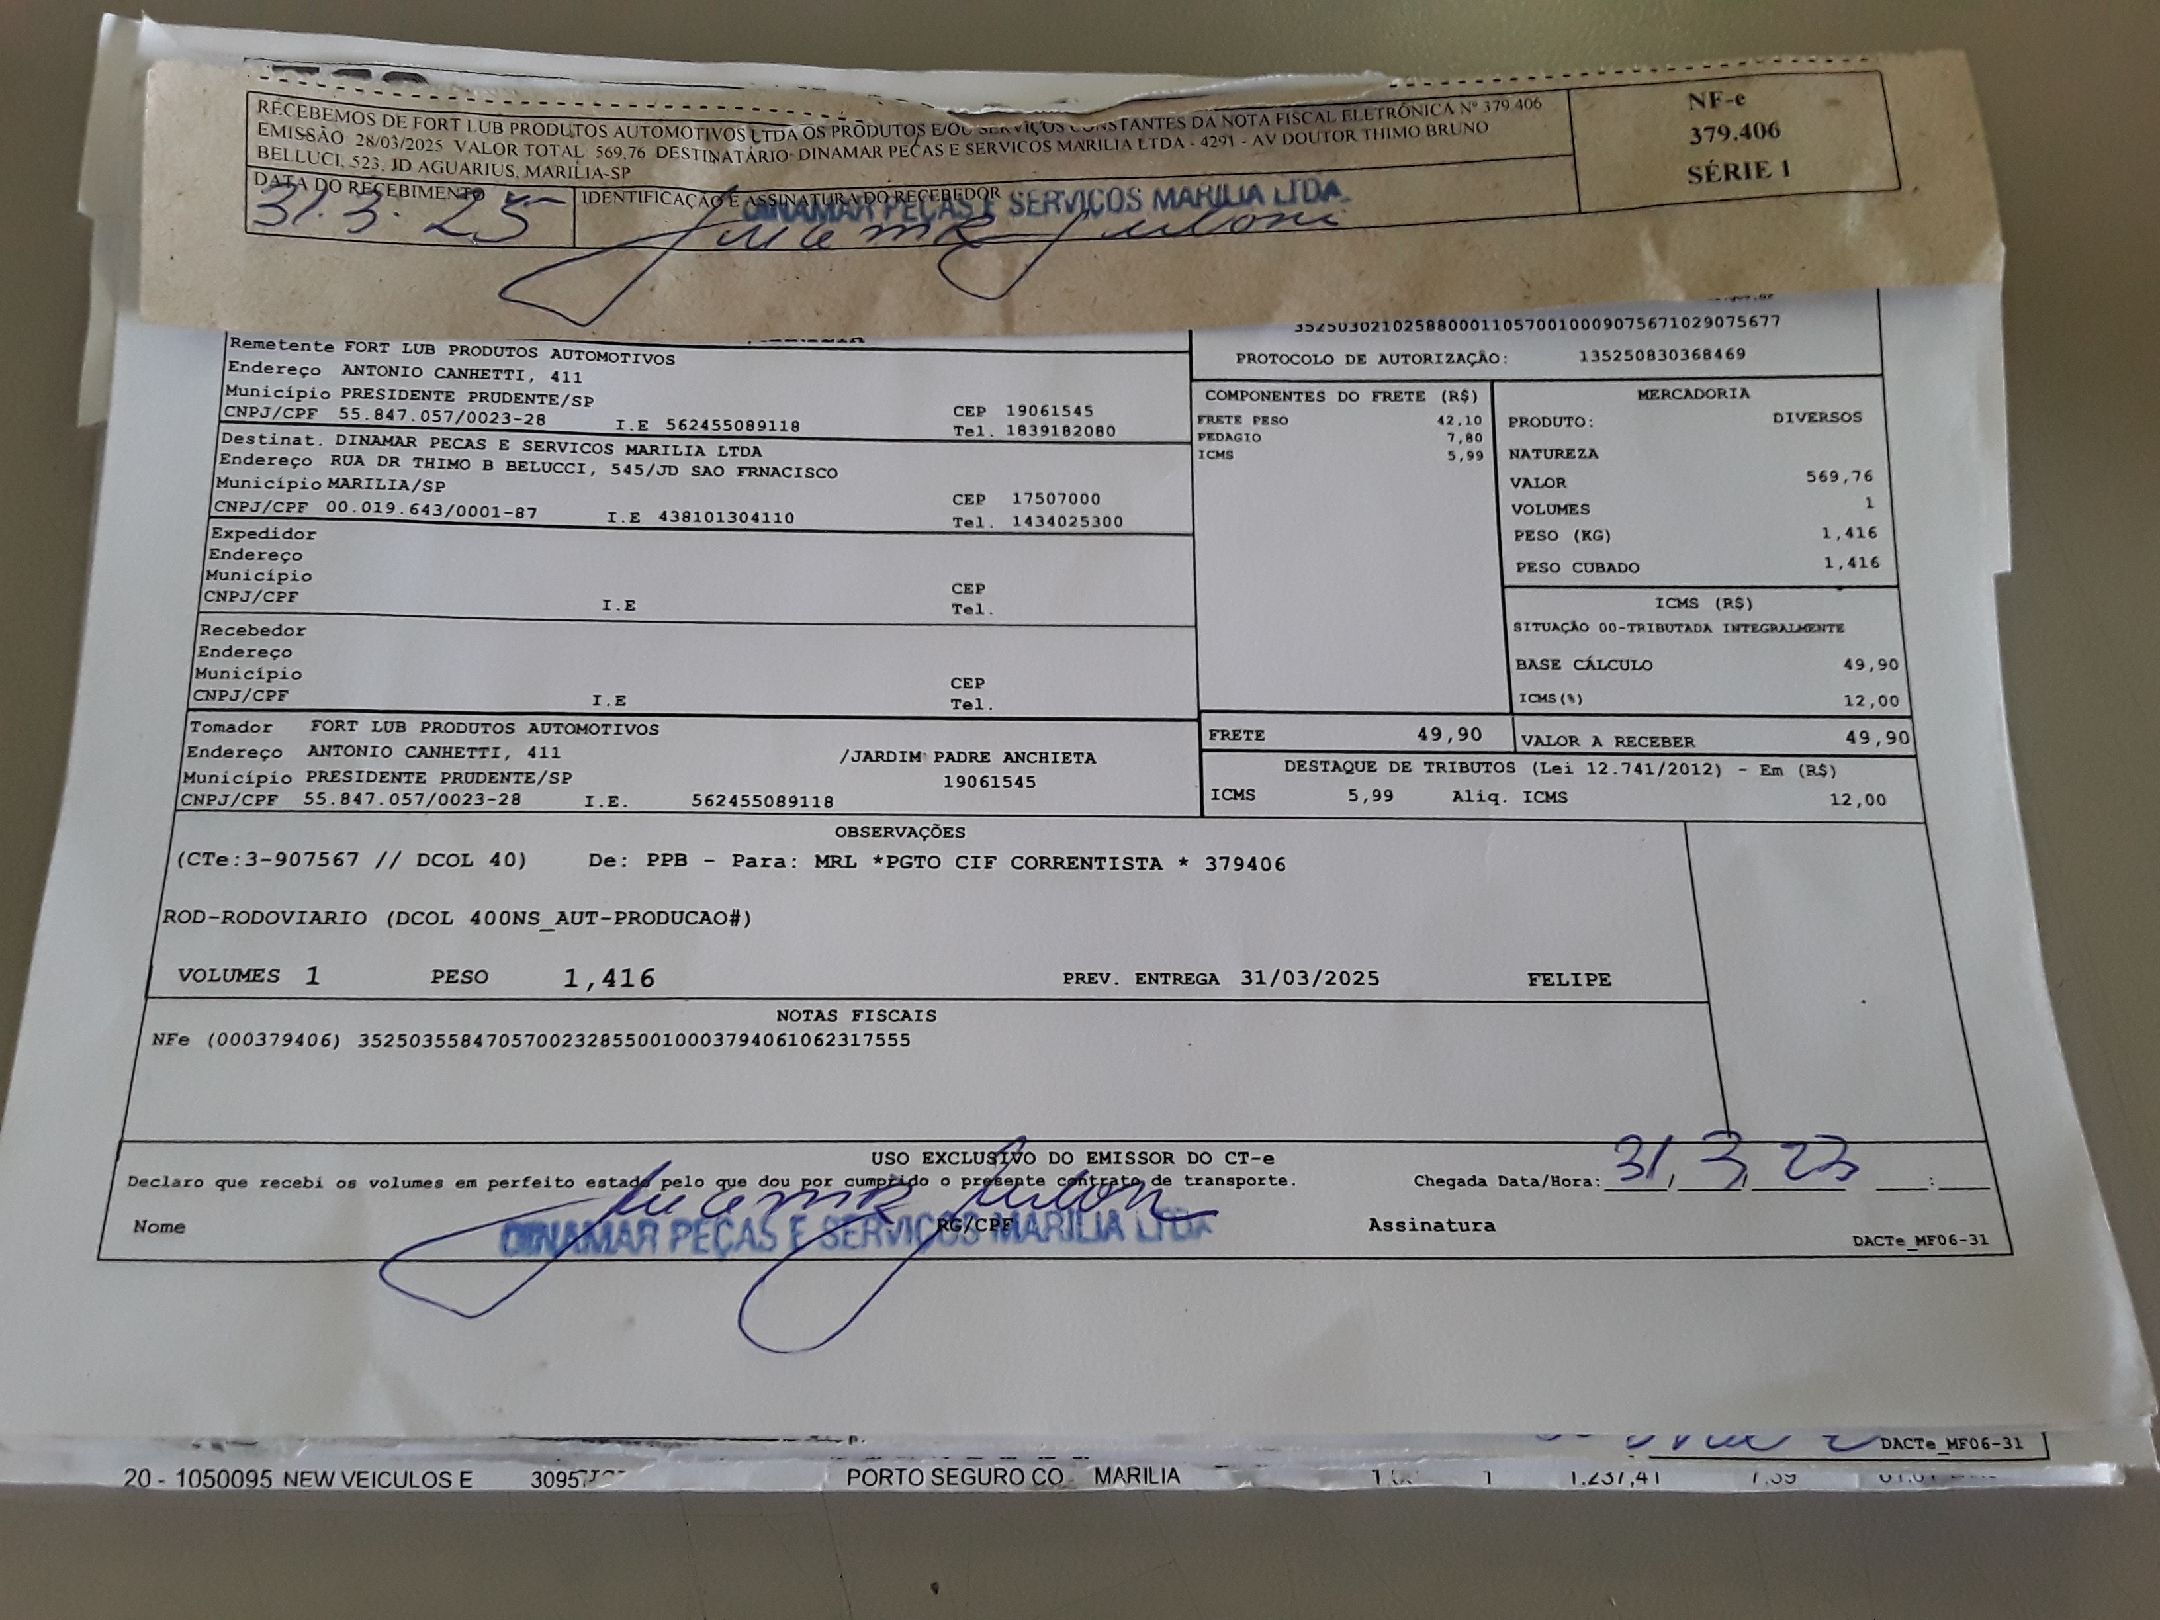 RECEBEMOS DE FORT LUB PRODUTOS AUTOMOTIVOS LTDA OS PRODUTOS E/OU SERVIÇOS CONSTANTES DA NOTA FISCAL ELETRÔNICA Nº 379.406
EMISSÃO 28/03/2025 VALOR TOTAL 569.76 DESTINATÁRIO DINAMAR PEÇAS E SERVICOS MARILIA LTDA - 4291 - AV DOUTOR THIMO BRUNO
BELLUCI, 523, JD AGUARIUS, MARILIA-SP
NF-e
379.406
SÉRIE 1
DATA DO RECEBIMENTO
31.3.25
IDENTIFICAÇÃO E ASSINATURA DO RECEBEDOR
DINAMAR PEÇAS E SERVIÇOS MARILIA LTDA.
35250302102588000110570010009075671029075677
PROTOCOLO DE AUTORIZAÇÃO: 135250830368469
Remetente FORT LUB PRODUTOS AUTOMOTIVOS
Endereço ANTONIO CANHETTI, 411
Município PRESIDENTE PRUDENTE/SP
CEP 19061545
CNPJ/CPF 55.847.057/0023-28 I.E 562455089118 Tel. 1839182080
Destinat. DINAMAR PECAS E SERVICOS MARILIA LTDA
Endereço RUA DR THIMO B BELUCCI, 545/JD SAO FRNACISCO
Município MARILIA/SP
CEP 17507000
CNPJ/CPF 00.019.643/0001-87 I.E 438101304110 Tel. 1434025300
Expedidor
Endereço
Município
CEP
CNPJ/CPF I.E Tel.
Recebedor
Endereço
Município
CEP
CNPJ/CPF I.E Tel.
Tomador FORT LUB PRODUTOS AUTOMOTIVOS
Endereço ANTONIO CANHETTI, 411 /JARDIM PADRE ANCHIETA
Município PRESIDENTE PRUDENTE/SP 19061545
CNPJ/CPF 55.847.057/0023-28 I.E. 562455089118
COMPONENTES DO FRETE (R$)
FRETE PESO 42,10
PEDAGIO 7,80
ICMS 5,99
MERCADORIA
PRODUTO: DIVERSOS
NATUREZA
VALOR 569,76
VOLUMES 1
PESO (KG) 1,416
PESO CUBADO 1,416
ICMS (R$)
SITUAÇÃO 00-TRIBUTADA INTEGRALMENTE
BASE CÁLCULO 49,90
ICMS(%) 12,00
FRETE 49,90
VALOR A RECEBER 49,90
DESTAQUE DE TRIBUTOS (Lei 12.741/2012) - Em (R$)
ICMS 5,99 Aliq. ICMS 12,00
OBSERVAÇÕES
(CTe:3-907567 // DCOL 40) De: PPB - Para: MRL *PGTO CIF CORRENTISTA * 379406
ROD-RODOVIARIO (DCOL 400NS_AUT-PRODUCAO#)
VOLUMES 1 PESO 1,416 PREV. ENTREGA 31/03/2025 FELIPE
NOTAS FISCAIS
NFe (000379406) 35250355847057002328550010003794061062317555
USO EXCLUSIVO DO EMISSOR DO CT-e
Declaro que recebi os volumes em perfeito estado pelo que dou por cumprido o presente contrato de transporte. Chegada Data/Hora: 31/3/23 :
Nome RG/CPF Assinatura
DINAMAR PEÇAS E SERVIÇOS MARILIA LTDA
DACTe_MF06-31
DACTe_MF06-31
20 - 1050095 NEW VEICULOS E PORTO SEGURO CO MARILIA 1 1.237,41